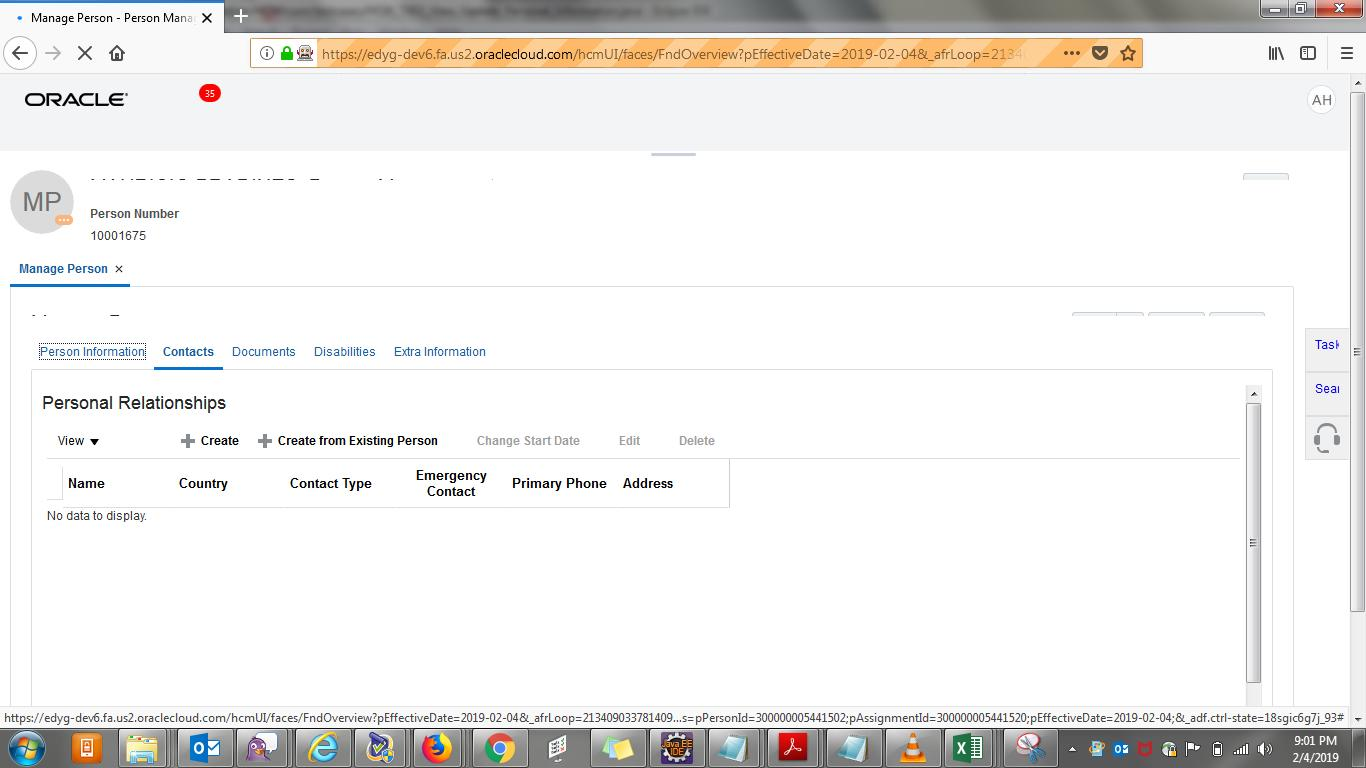 Manage Person - Person Mana
https://edyg-dev6.fa.us2.oraclecloud.com/hcmUI/faces/FndOverview?pEffectiveDate=2019-02-04&_afrLoop=21340
ORACLE
35
AH
MP
Person Number
10001675
Manage Person
Person Information Contacts Documents Disabilities Extra Information
Task
Sear
Personal Relationships
View Create Create from Existing Person Change Start Date Edit Delete
Name Country Contact Type Emergency Contact Primary Phone Address
No data to display.
https://edyg-dev6.fa.us2.oraclecloud.com/hcmUI/faces/FndOverview?pEffectiveDate=2019-02-04&_afrLoop=213409033781409...s=pPersonId=300000005441502;pAssignmentId=300000005441520;pEffectiveDate=2019-02-04;&_adf.ctrl-state=18sgic6g7j_93#
Java EE
IDE
9:01 PM
2/4/2019